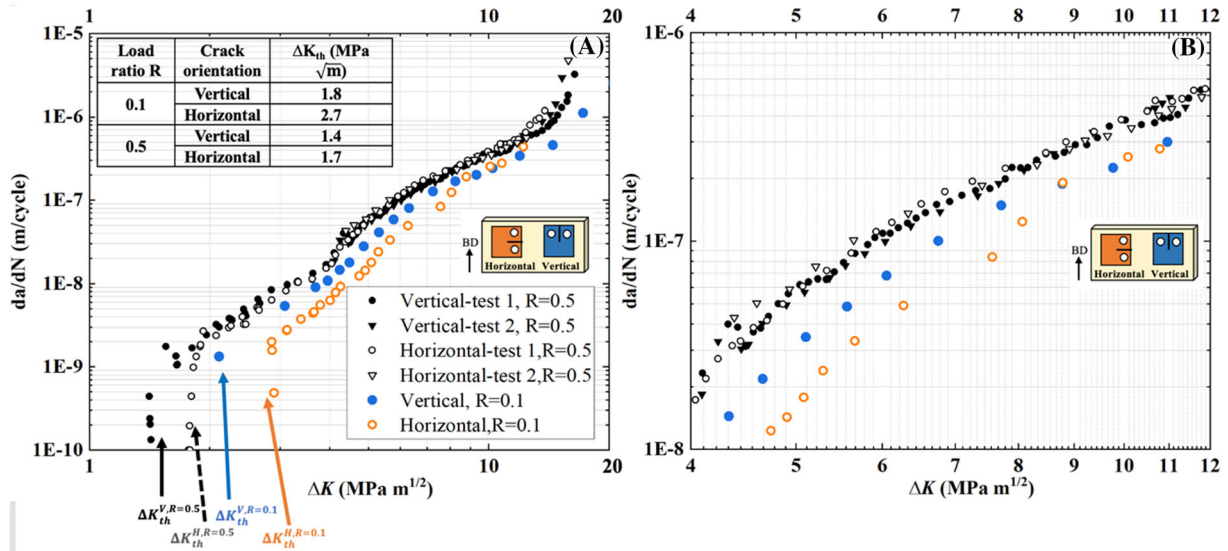 1 10 20
(A)
1E-5
1E-6
1E-7
1E-8
1E-9
1E-10
da/dN (m/cycle)
Load ratio R Crack orientation ΔK_th (MPa √m)
0.1 Vertical 1.8
Horizontal 2.7
0.5 Vertical 1.4
Horizontal 1.7
BD
Horizontal Vertical
Vertical-test 1, R=0.5
Vertical-test 2, R=0.5
Horizontal-test 1,R=0.5
Horizontal-test 2,R=0.5
Vertical, R=0.1
Horizontal,R=0.1
1 10 20
ΔK (MPa m^1/2)
ΔK_th^V,R=0.5
ΔK_th^H,R=0.5
ΔK_th^V,R=0.1
ΔK_th^H,R=0.1
4 5 6 7 8 9 10 11 12
(B)
1E-6
1E-7
1E-8
da/dN (m/cycle)
BD
Horizontal Vertical
4 5 6 7 8 9 10 11 12
ΔK (MPa m^1/2)